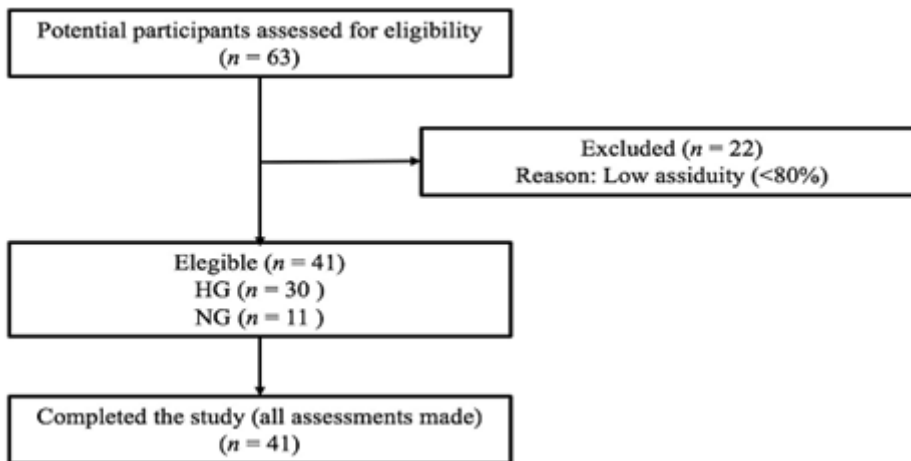 Potential participants assessed for eligibility
(n = 63)
Excluded (n = 22)
Reason: Low assiduity (<80%)
Elegible (n = 41)
HG (n = 30 )
NG (n = 11 )
Completed the study (all assessments made)
(n = 41)